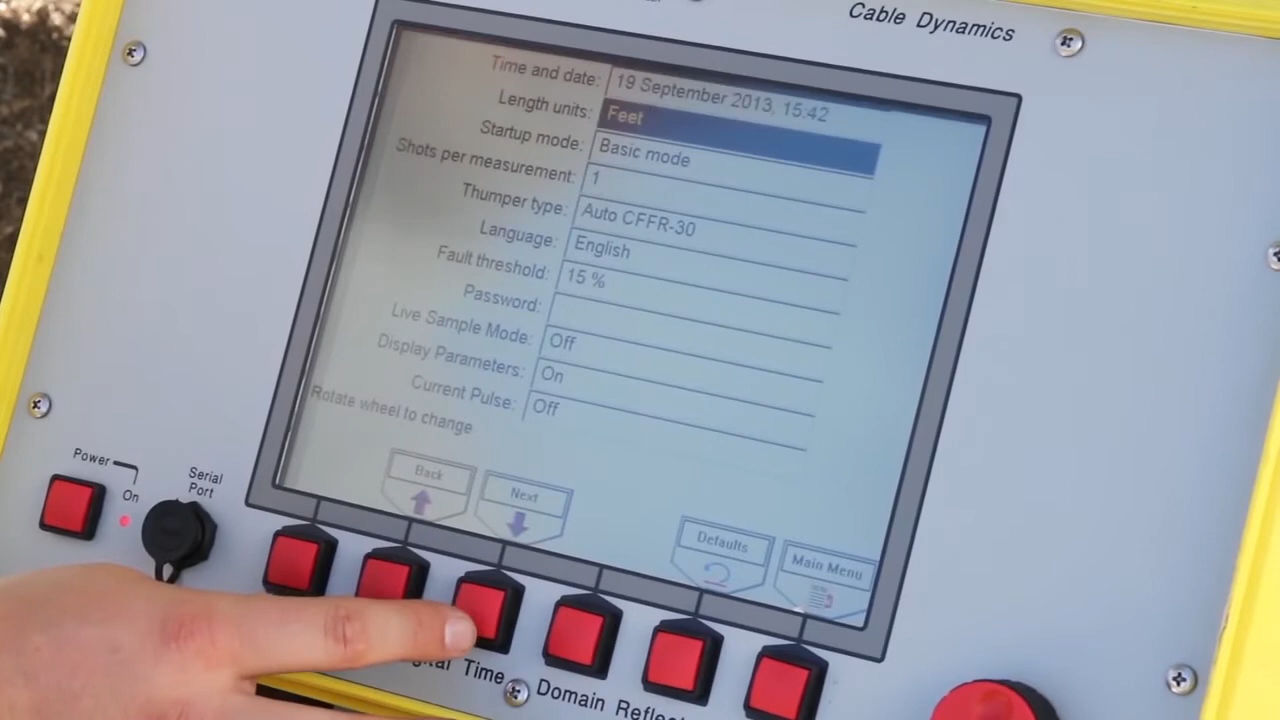 Cable Dynamics
Time and date: 19 September 2013, 15:42
Length units: Feet
Startup mode: Basic mode
Shots per measurement: 1
Thumper type: Auto CFFR-30
Language: English
Fault threshold: 15 %
Password:
Live Sample Mode: Off
Display Parameters: On
Current Pulse: Off
Rotate wheel to change
Back
Next
Defaults
Main Menu
Power
On
Serial
Port
Time Domain